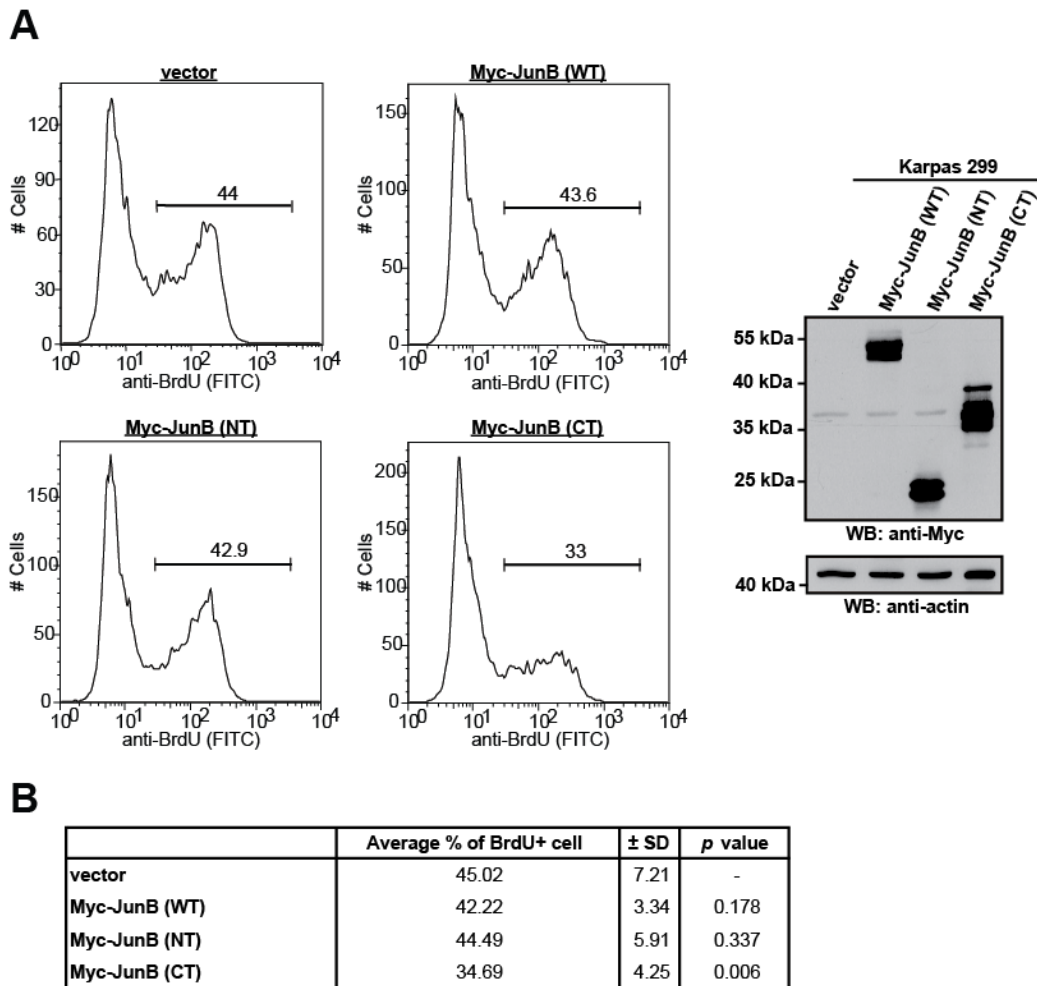 A
vector
120
90
60
30
0
# Cells
44
10^0 10^1 10^2 10^3 10^4
anti-BrdU (FITC)
Myc-JunB (WT)
150
100
50
0
# Cells
43.6
10^0 10^1 10^2 10^3 10^4
anti-BrdU (FITC)
Myc-JunB (NT)
150
100
50
0
# Cells
42.9
10^0 10^1 10^2 10^3 10^4
anti-BrdU (FITC)
Myc-JunB (CT)
200
150
100
50
0
# Cells
33
10^0 10^1 10^2 10^3 10^4
anti-BrdU (FITC)
Karpas 299
vector
Myc-JunB (WT)
Myc-JunB (NT)
Myc-JunB (CT)
55 kDa
40 kDa
35 kDa
25 kDa
WB: anti-Myc
40 kDa
WB: anti-actin
B
Average % of BrdU+ cell ± SD p value
vector 45.02 7.21 -
Myc-JunB (WT) 42.22 3.34 0.178
Myc-JunB (NT) 44.49 5.91 0.337
Myc-JunB (CT) 34.69 4.25 0.006